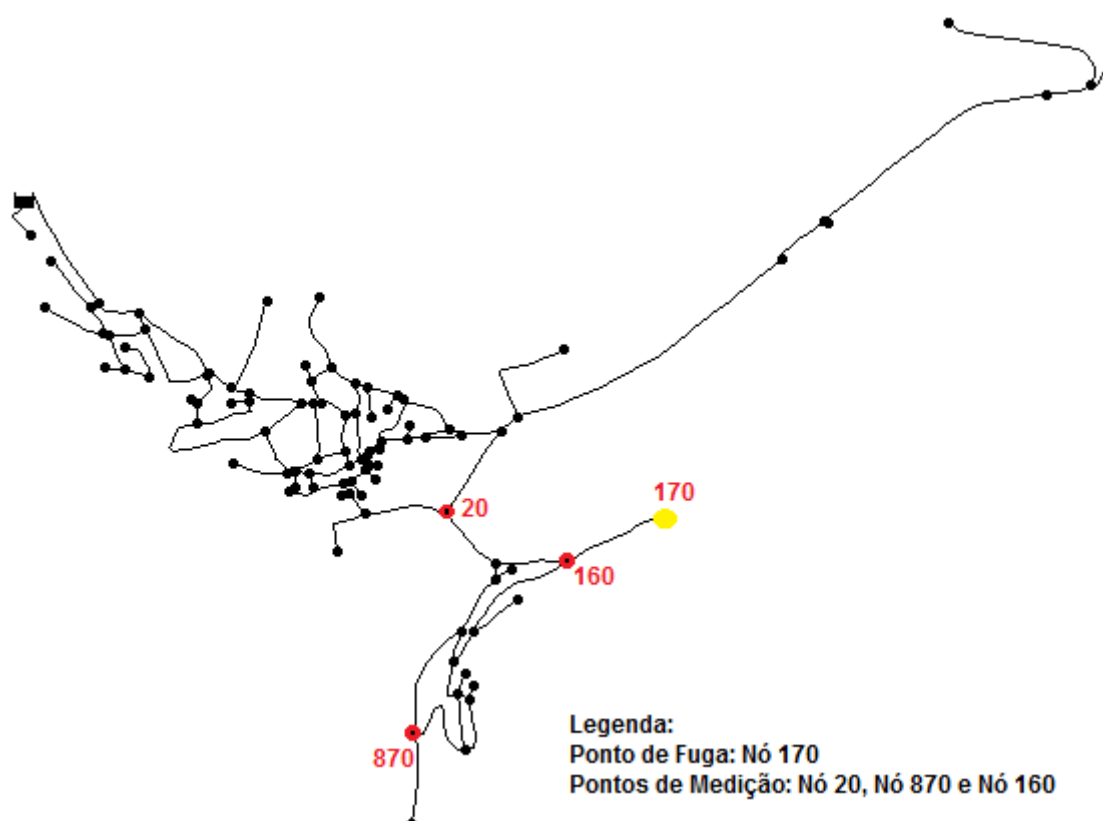 170
20
160
870
Legenda:
Ponto de Fuga: Nó 170
Pontos de Medição: Nó 20, Nó 870 e Nó 160